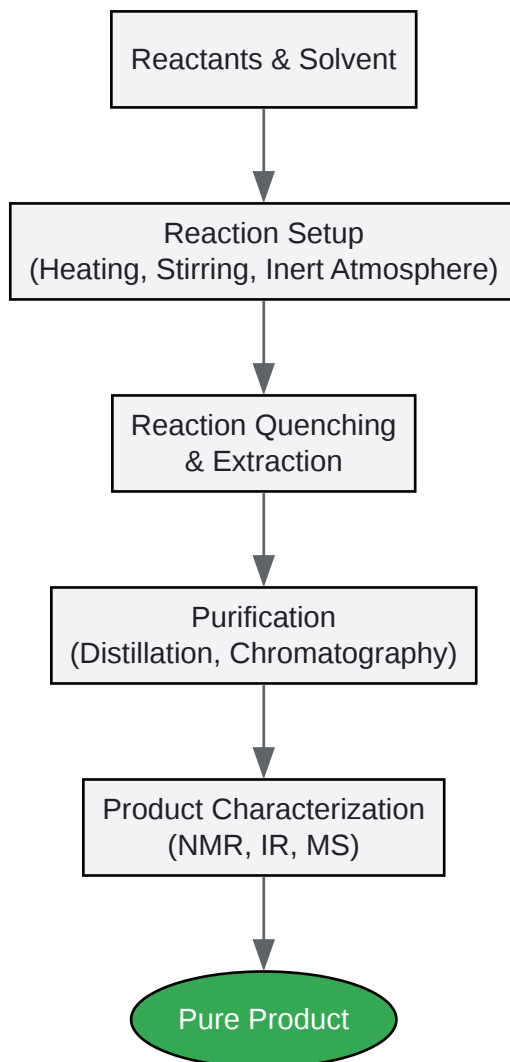 Reactants & Solvent
Reaction Setup
(Heating, Stirring, Inert Atmosphere)
Reaction Quenching
& Extraction
Purification
(Distillation, Chromatography)
Product Characterization
(NMR, IR, MS)
Pure Product